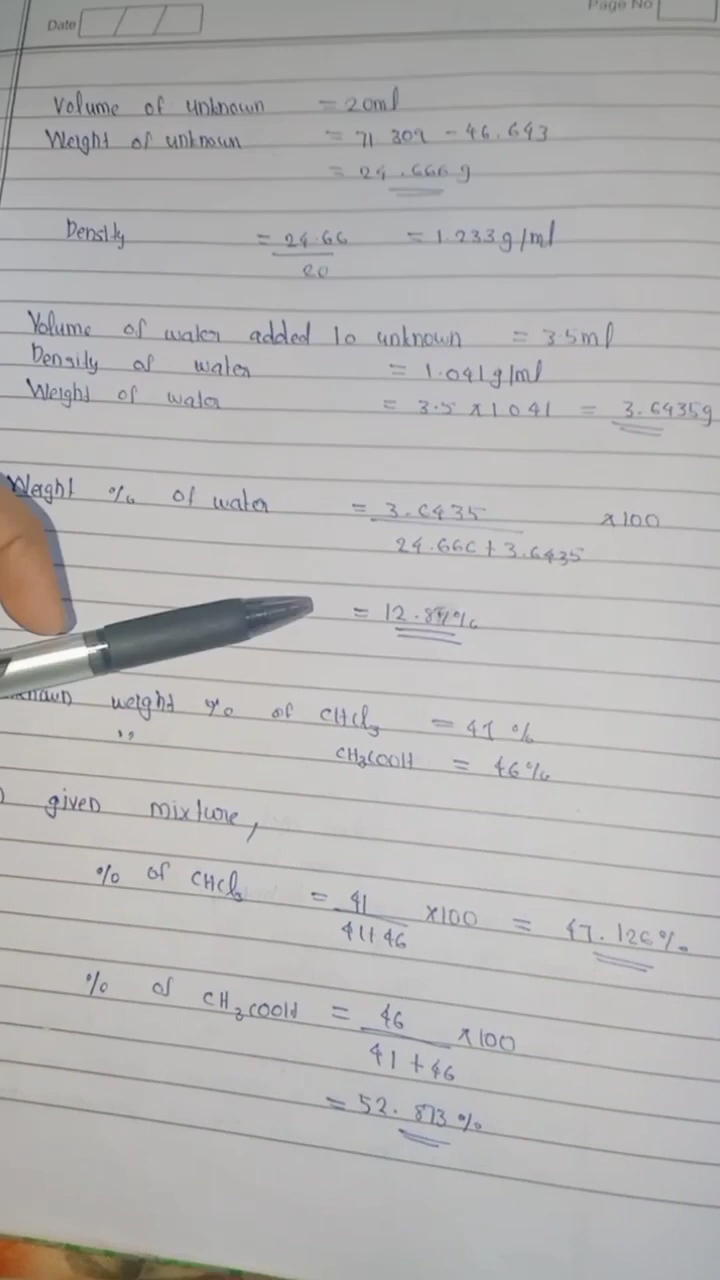 Date
Page No
Volume of unknown = 20ml
Weight of unknown = 71 309 - 46.643
= 24.666 g
Density = 24.66 / 20 = 1.233 g/ml
Volume of water added to unknown = 3.5ml
Density of water = 1.041 g/ml
Weight of water = 3.5 x 1 041 = 3.6435g
Weight % of water = 3.6435 / 24.666 + 3.6435 x100
= 12.87%
weight % of CHCl3 = 41 %
,, CH3COOH = 46%
given mixture,
% of CHCl3 = 41 / 41+46 x100 = 47.126%
% of CH3COOH = 46 / 41 + 46 x100
= 52.873 %